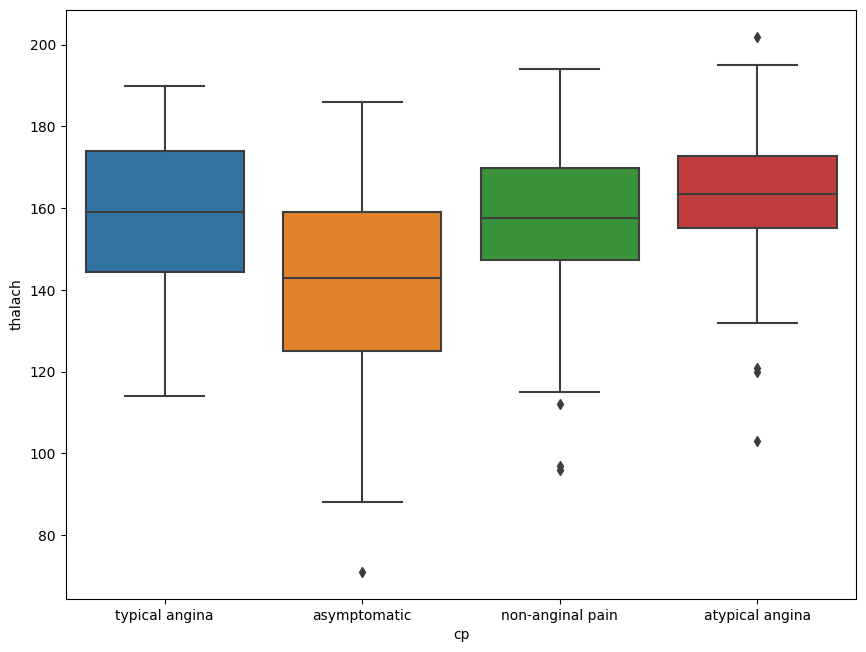 200
180
160
140
120
100
80
thalach
typical angina
asymptomatic
non-anginal pain
atypical angina
cp